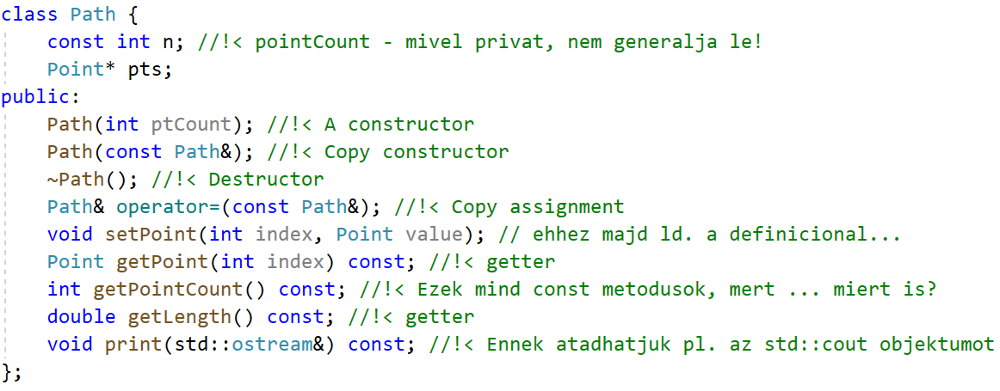 class Path {
    const int n; //!< pointCount - mivel privat, nem generalja le!
    Point* pts;
public:
    Path(int ptCount); //!< A constructor
    Path(const Path&); //!< Copy constructor
    ~Path(); //!< Destructor
    Path& operator=(const Path&); //!< Copy assignment
    void setPoint(int index, Point value); // ehhez majd ld. a definicional...
    Point getPoint(int index) const; //!< getter
    int getPointCount() const; //!< Ezek mind const metodusok, mert ... miert is?
    double getLength() const; //!< getter
    void print(std::ostream&) const; //!< Ennek atadhatjuk pl. az std::cout objektumot
};